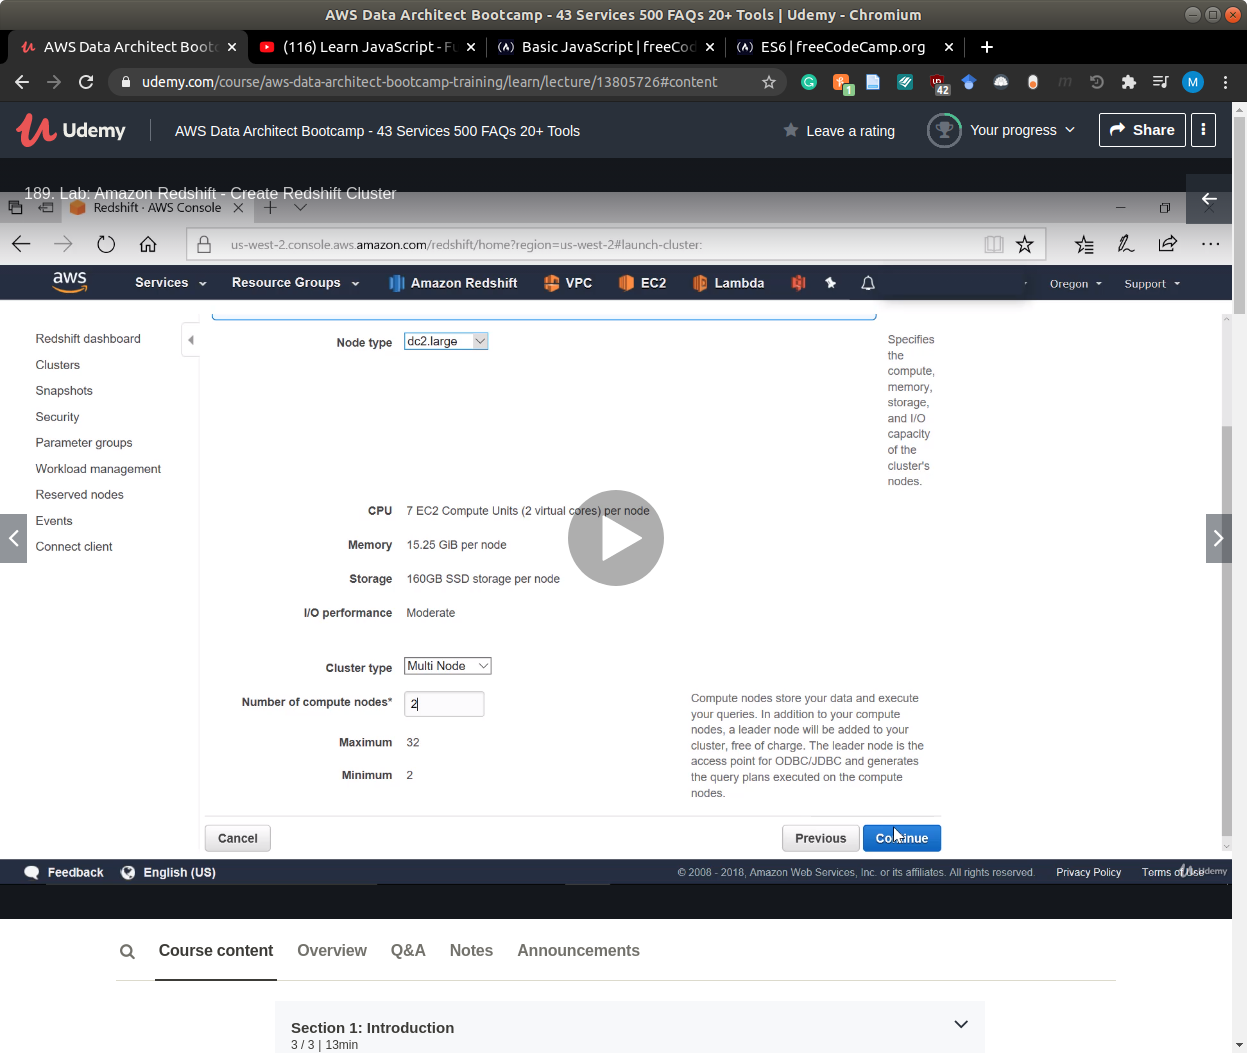 AWS Data Architect Bootcamp - 43 Services 500 FAQs 20+ Tools | Udemy - Chromium
AWS Data Architect Boot
(116) Learn JavaScript - F
Basic JavaScript | freeCo
ES6 | freeCodeCamp.org
udemy.com/course/aws-data-architect-bootcamp-training/learn/lecture/13805726#content
1
42
M
Udemy
AWS Data Architect Bootcamp - 43 Services 500 FAQs 20+ Tools
Leave a rating
Your progress
Share
189. Lab: Amazon Redshift - Create Redshift Cluster
Redshift · AWS Console
us-west-2.console.aws.amazon.com/redshift/home?region=us-west-2#launch-cluster:
aws
Services
Resource Groups
Amazon Redshift
VPC
EC2
Lambda
Oregon
Support
Redshift dashboard
Clusters
Snapshots
Security
Parameter groups
Workload management
Reserved nodes
Events
Connect client
Node type
dc2.large
Specifies
the
compute,
memory,
storage,
and I/O
capacity
of the
cluster's
nodes.
CPU
7 EC2 Compute Units (2 virtual cores) per node
Memory
15.25 GiB per node
Storage
160GB SSD storage per node
I/O performance
Moderate
Cluster type
Multi Node
Number of compute nodes*
2
Maximum
32
Minimum
2
Compute nodes store your data and execute
your queries. In addition to your compute
nodes, a leader node will be added to your
cluster, free of charge. The leader node is the
access point for ODBC/JDBC and generates
the query plans executed on the compute
nodes.
Cancel
Previous
Continue
Feedback
English (US)
© 2008 - 2018, Amazon Web Services, Inc. or its affiliates. All rights reserved.
Privacy Policy
Terms of Use
Udemy
Course content
Overview
Q&A
Notes
Announcements
Section 1: Introduction
3 / 3 | 13min